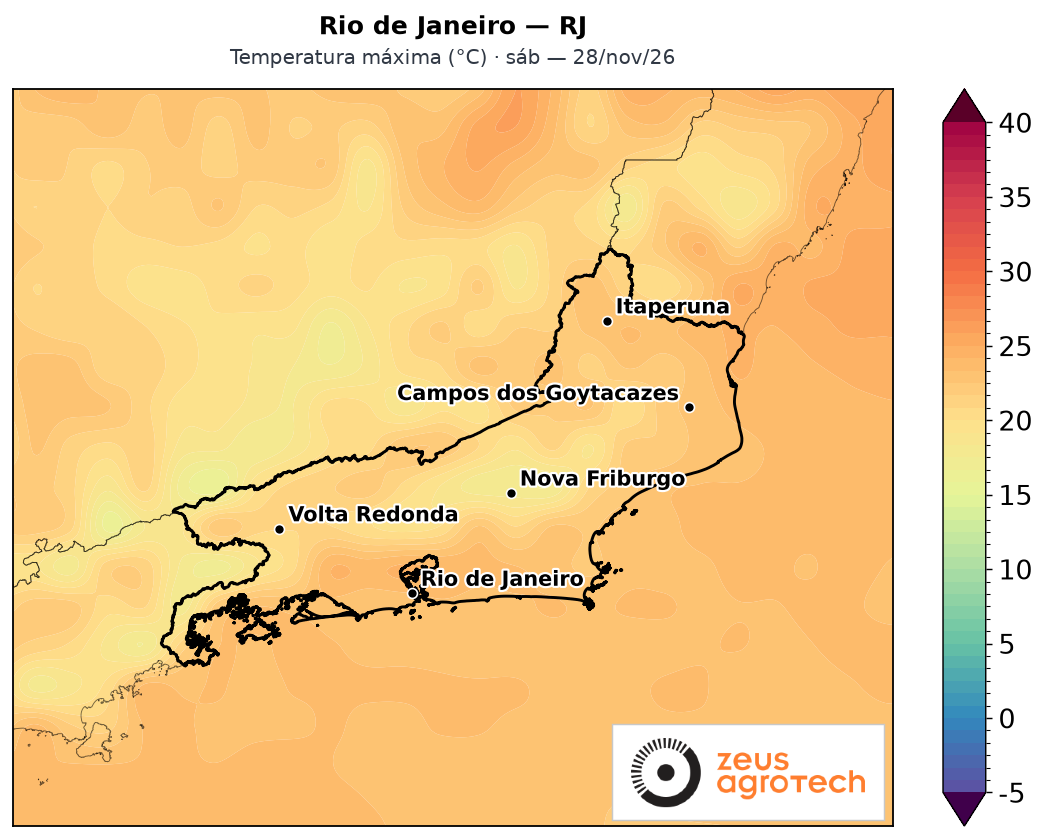 Rio de Janeiro — RJ
Temperatura máxima (°C) · sáb — 28/nov/26
Itaperuna
Campos dos Goytacazes
Nova Friburgo
Volta Redonda
Rio de Janeiro
40
35
30
25
20
15
10
5
0
-5
zeus
agrotech